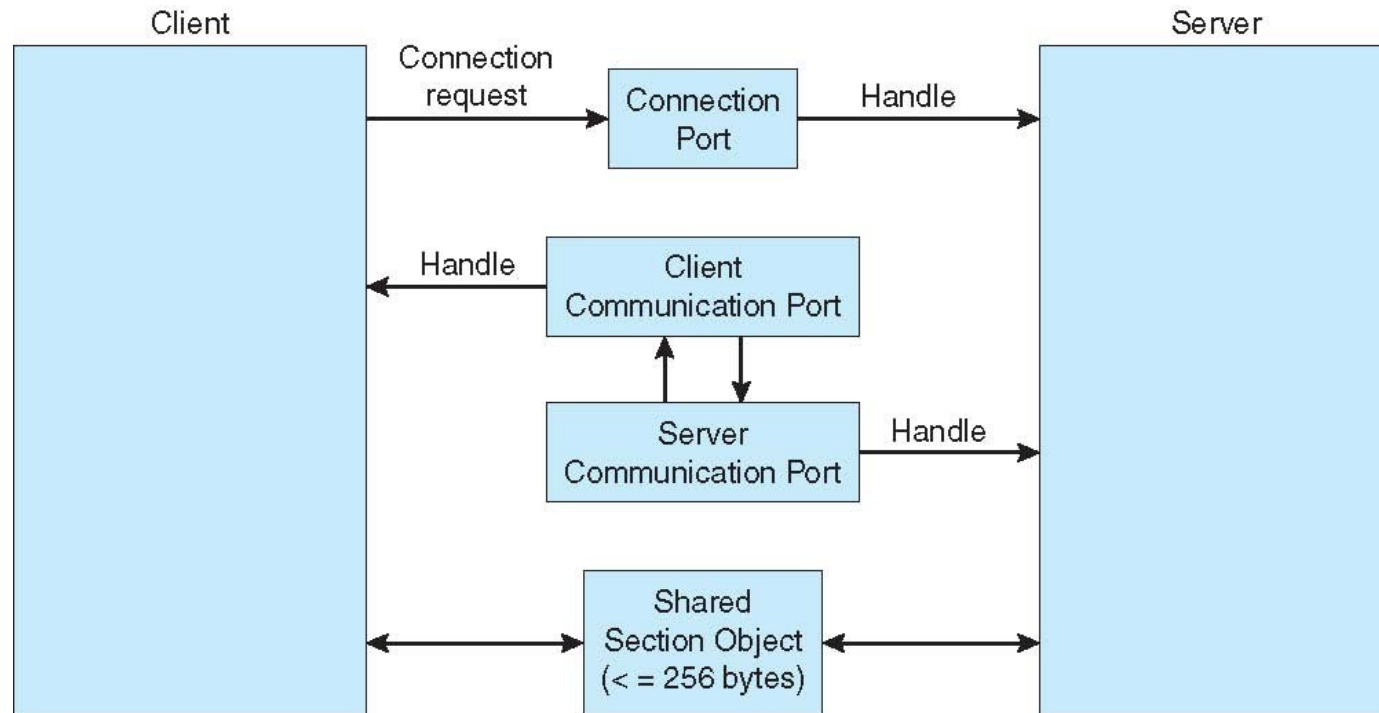 Client
Server
Connection
request
Connection
Port
Handle
Handle
Client
Communication Port
Server
Communication Port
Handle
Shared
Section Object
(< = 256 bytes)